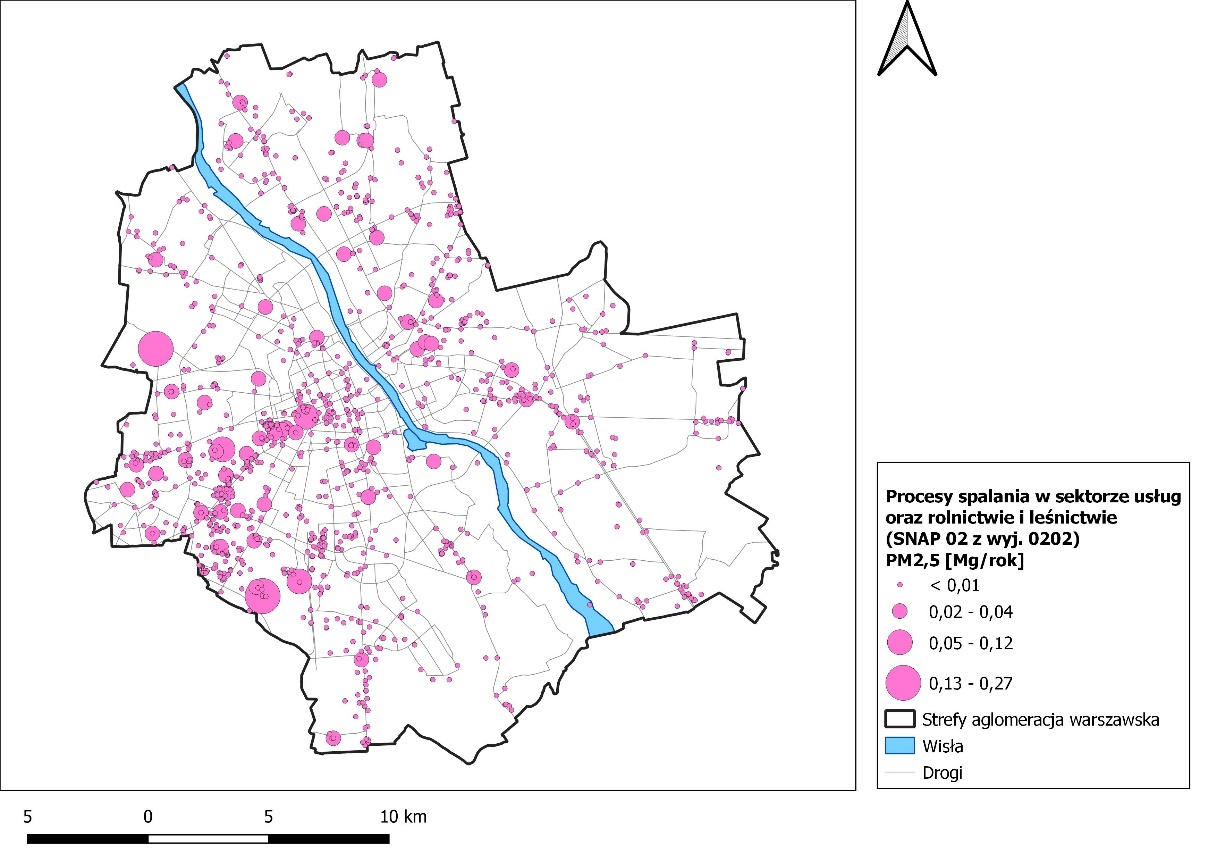 Procesy spalania w sektorze usług
oraz rolnictwie i leśnictwie
(SNAP 02 z wyj. 0202)
PM2,5 [Mg/rok]
< 0,01
0,02 - 0,04
0,05 - 0,12
0,13 - 0,27
Strefy aglomeracja warszawska
Wisła
Drogi
5 0 5 10 km